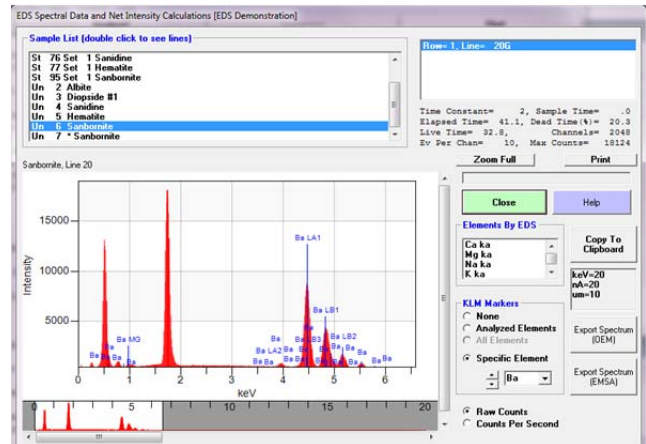 EDS Spectral Data and Net Intensity Calculations [EDS Demonstration]
Sample List (double click to see lines)
St 76 Set 1 Sanidine
St 77 Set 1 Hematite
St 95 Set 1 Sanbornite
Un 2 Albite
Un 3 Diopside #1
Un 4 Sanidine
Un 5 Hematite
Un 6 Sanbornite
Un 7 * Sanbornite
Row= 1, Line= 20G
Time Constant= 2, Sample Time= .0
Elapsed Time= 41.1, Dead Time(%)= 20.3
Live Time= 32.8, Channels= 2048
Ev Per Chan= 10, Max Counts= 18124
Zoom Full
Print
Close
Help
Sanbornite, Line 20
Intensity
15000
10000
5000
0
Ba LA1
Ba LB1
Ba MG
Ba
Ba LB3
Ba LB2
Ba LA2
Ba
Ba
Ba
Ba
0 1 2 3 4 5 6
keV
0 5 10 15 20
Elements By EDS
Ca ka
Mg ka
Na ka
K ka
Copy To
Clipboard
keV=20
nA=20
um=10
KLM Markers
None
Analyzed Elements
All Elements
Specific Element
Ba
Export Spectrum
(OEM)
Export Spectrum
(EMSA)
Raw Counts
Counts Per Second